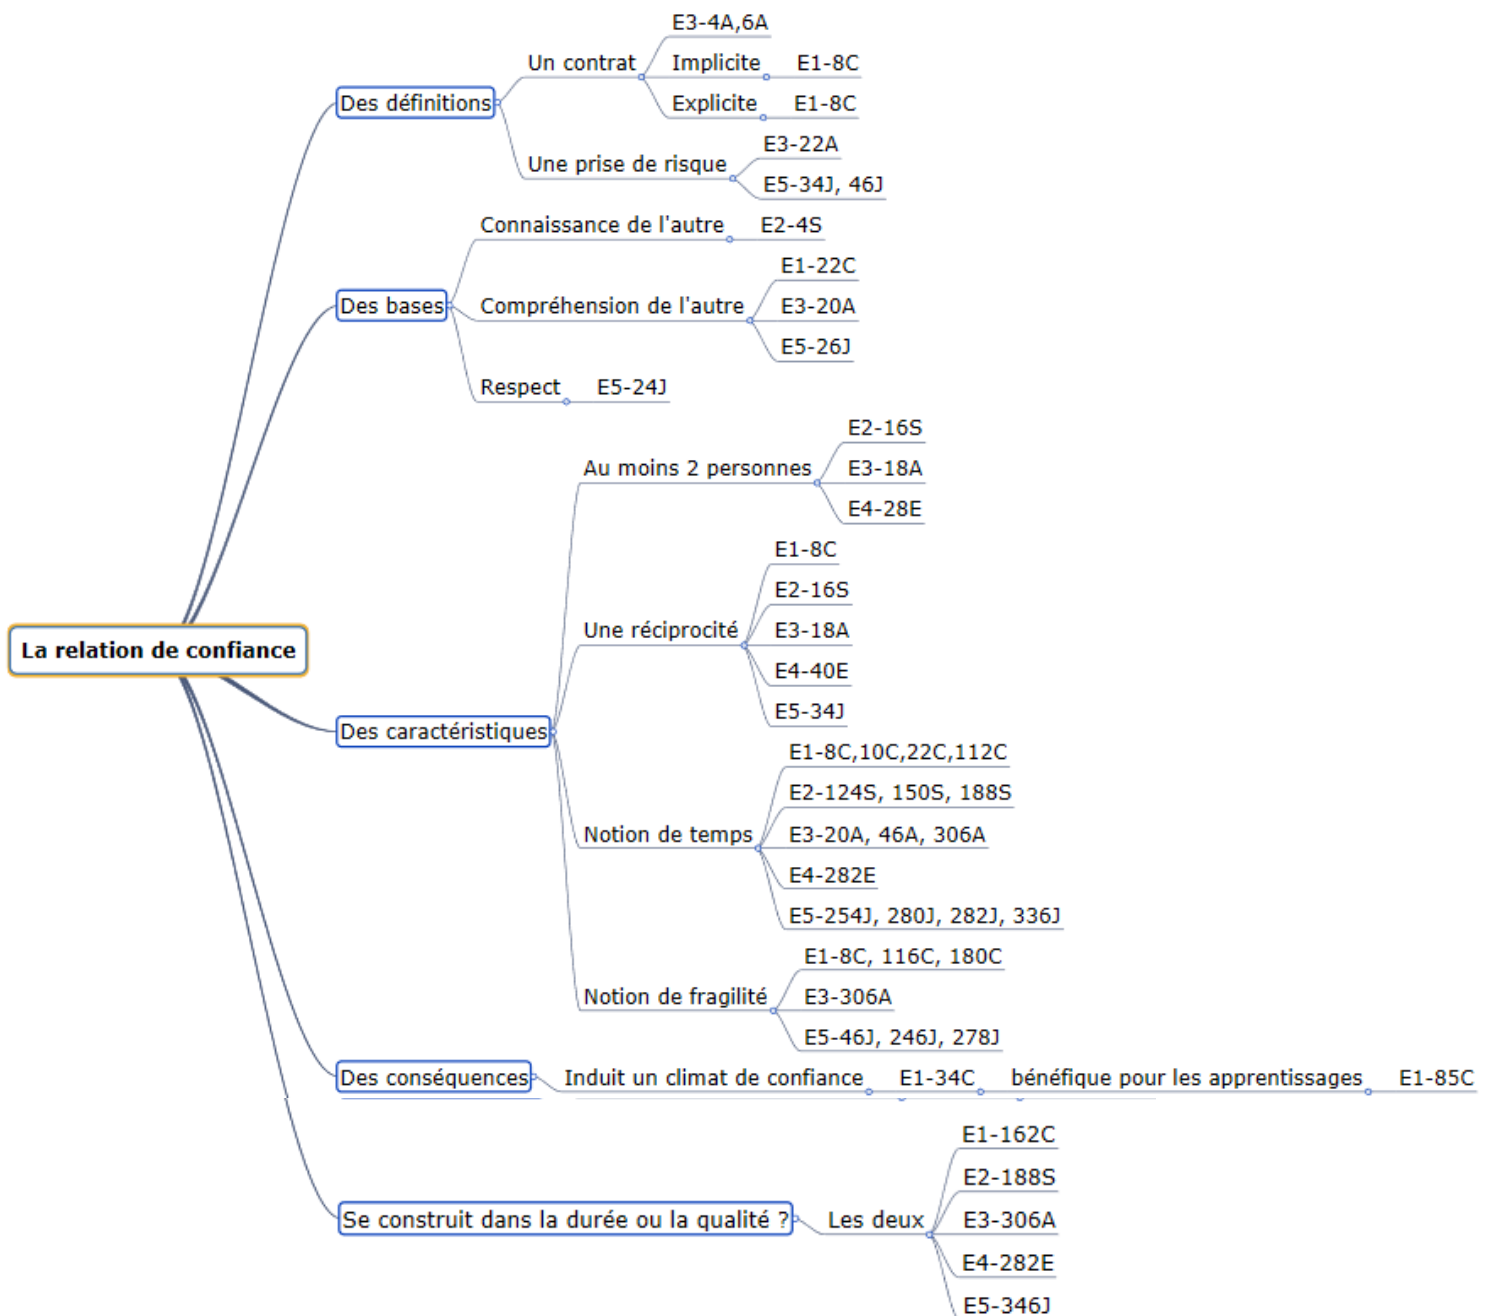 La relation de confiance
Des définitions
Un contrat
E3-4A,6A
Implicite
E1-8C
Explicite
E1-8C
Une prise de risque
E3-22A
E5-34J, 46J
Des bases
Connaissance de l'autre
E2-4S
Compréhension de l'autre
E1-22C
E3-20A
E5-26J
Respect
E5-24J
Des caractéristiques
Au moins 2 personnes
E2-16S
E3-18A
E4-28E
Une réciprocité
E1-8C
E2-16S
E3-18A
E4-40E
E5-34J
Notion de temps
E1-8C,10C,22C,112C
E2-124S, 150S, 188S
E3-20A, 46A, 306A
E4-282E
E5-254J, 280J, 282J, 336J
Notion de fragilité
E1-8C, 116C, 180C
E3-306A
E5-46J, 246J, 278J
Des conséquences
Induit un climat de confiance
E1-34C
bénéfique pour les apprentissages
E1-85C
Se construit dans la durée ou la qualité ?
Les deux
E1-162C
E2-188S
E3-306A
E4-282E
E5-346J